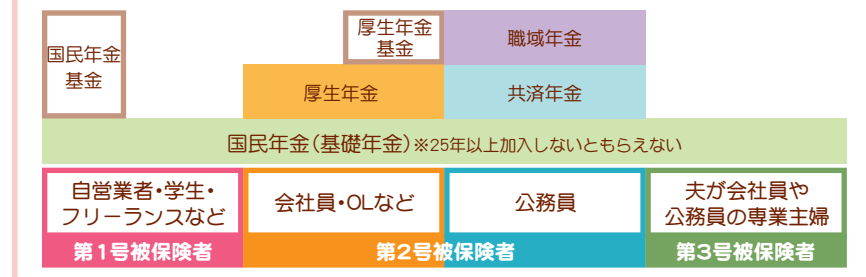 国民年金
基金
厚生年金
基金
職域年金
厚生年金
共済年金
国民年金(基礎年金)※25年以上加入しないともらえない
自営業者・学生・
フリーランスなど
会社員・OLなど
公務員
夫が会社員や
公務員の専業主婦
第1号被保険者
第2号被保険者
第3号被保険者